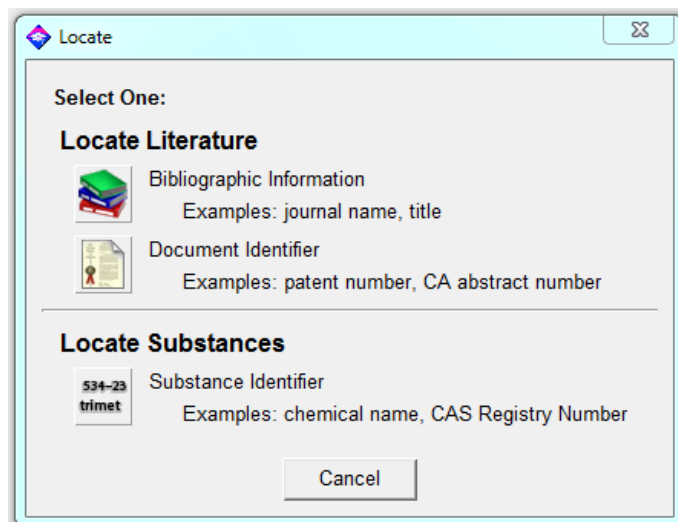 Locate
Select One:
Locate Literature
Bibliographic Information
Examples: journal name, title
Document Identifier
Examples: patent number, CA abstract number
Locate Substances
534-23
trimet
Substance Identifier
Examples: chemical name, CAS Registry Number
Cancel